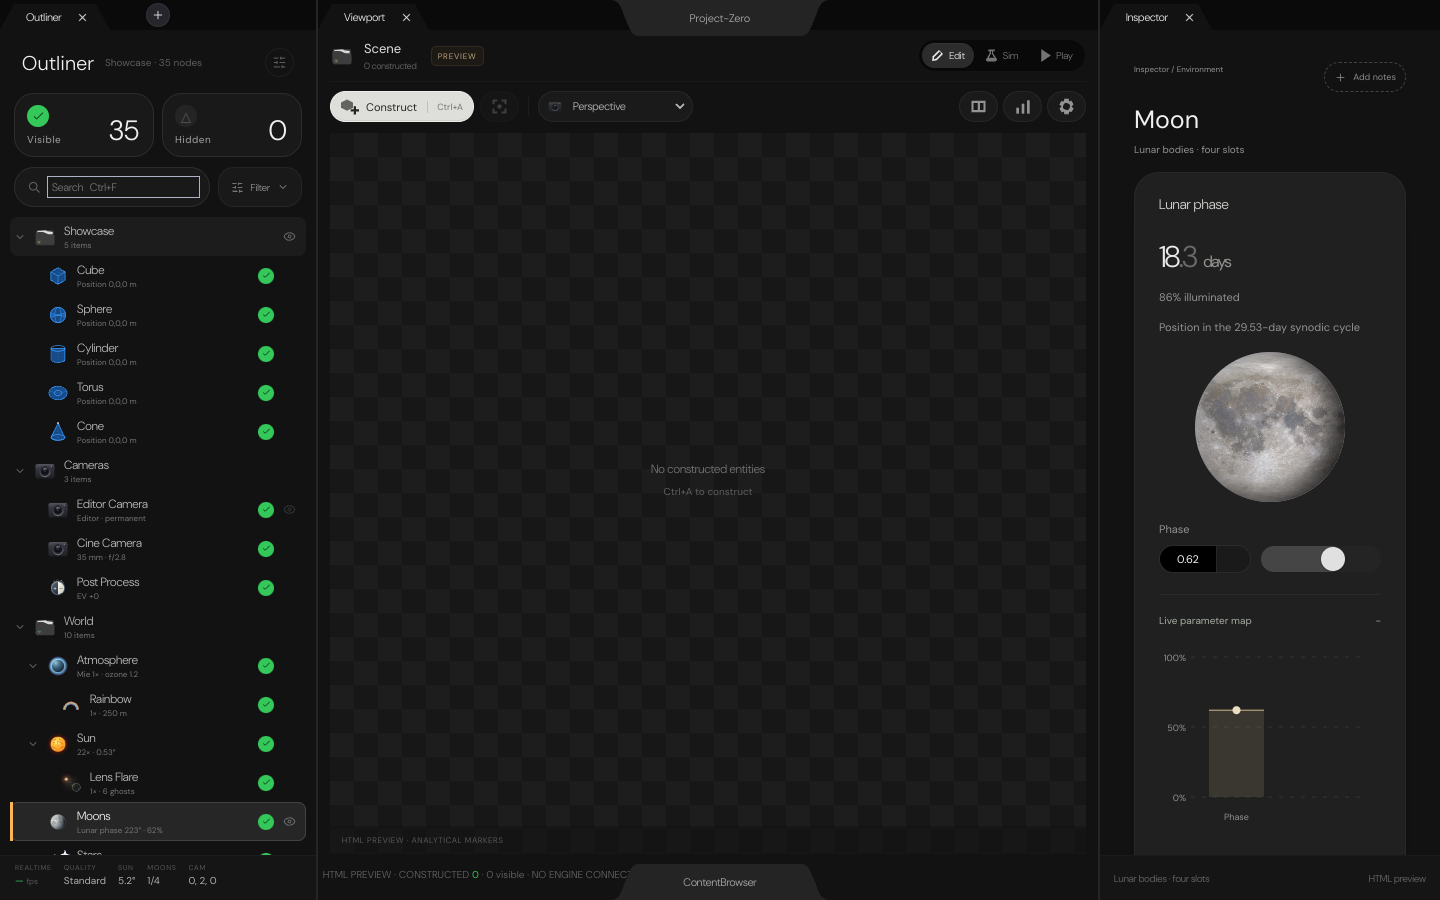 Outliner
Viewport
Project-Zero
Inspector
Outliner
Showcase · 35 nodes
Visible
35
Hidden
0
Search Ctrl+F
Filter
Showcase
5 items
Cube
Position 0,0,0 m
Sphere
Position 0,0,0 m
Cylinder
Position 0,0,0 m
Torus
Position 0,0,0 m
Cone
Position 0,0,0 m
Cameras
3 items
Editor Camera
Editor · permanent
Cine Camera
35 mm · f/2.8
Post Process
EV +0
World
10 items
Atmosphere
Mie 1× · ozone 1.2
Rainbow
1× · 250 m
Sun
22× · 0.53°
Lens Flare
1× · 6 ghosts
Moons
Lunar phase 223° · 62%
Stars
REALTIME
— fps
QUALITY
Standard
SUN
5.2°
MOONS
1/4
CAM
0, 2, 0
Scene
0 constructed
PREVIEW
Edit
Sim
Play
Construct
Ctrl+A
Perspective
No constructed entities
Ctrl+A to construct
HTML PREVIEW · ANALYTICAL MARKERS
HTML PREVIEW · CONSTRUCTED 0 · 0 visible · NO ENGINE CONNECT
ContentBrowser
Inspector / Environment
Add notes
Moon
Lunar bodies · four slots
Lunar phase
18.3 days
86% illuminated
Position in the 29.53-day synodic cycle
Phase
0.62
Live parameter map
100%
50%
0%
Phase
Lunar bodies · four slots
HTML preview